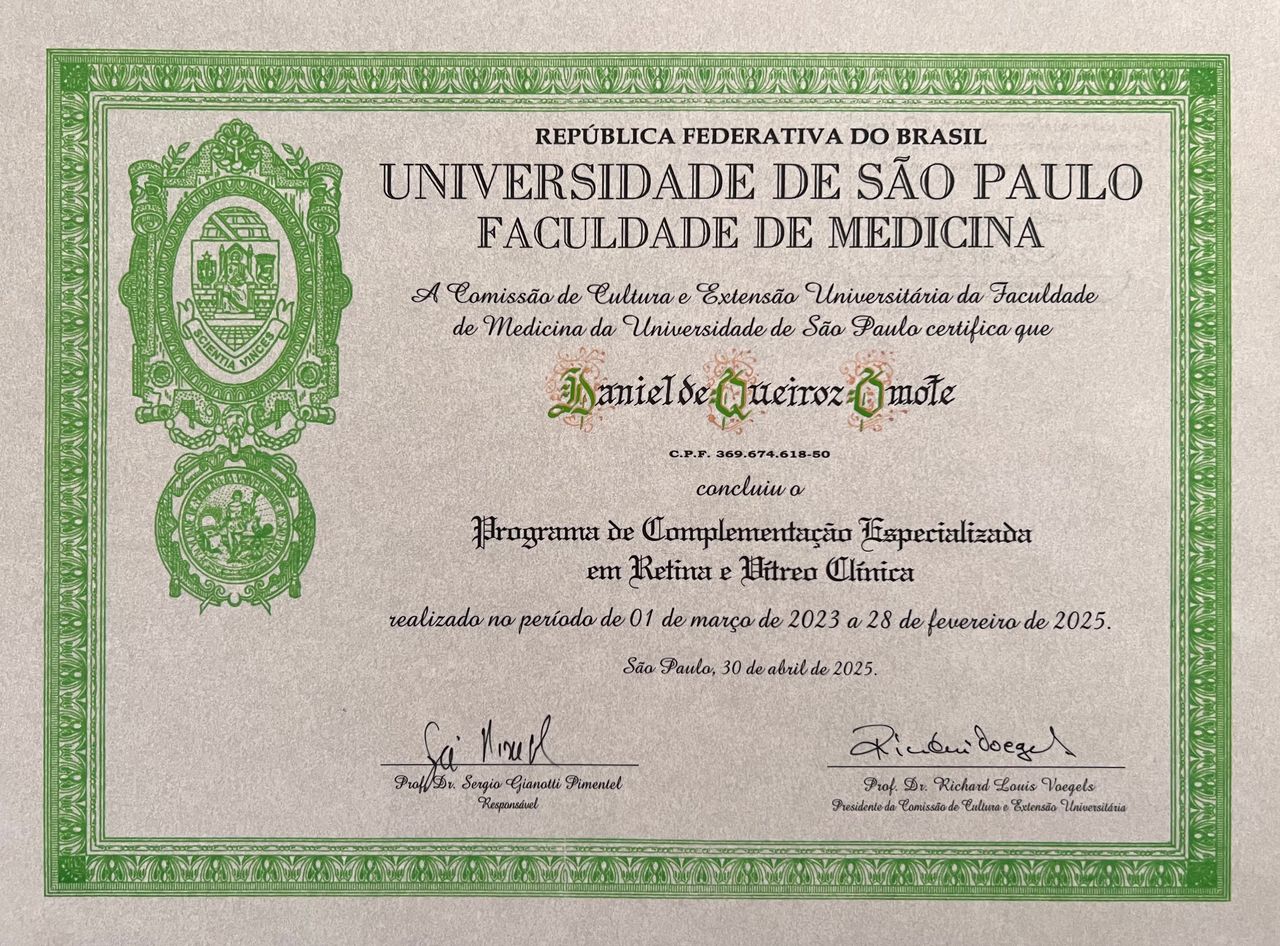 REPÚBLICA FEDERATIVA DO BRASIL
UNIVERSIDADE DE SÃO PAULO
FACULDADE DE MEDICINA
A Comissão de Cultura e Extensão Universitária da Faculdade
de Medicina da Universidade de São Paulo certifica que
Daniel de Queiroz Omote
C.P.F. 369.674.618-50
concluiu o
Programa de Complementação Especializada
em Retina e Vítreo Clínica
realizado no período de 01 de março de 2023 a 28 de fevereiro de 2025.
São Paulo, 30 de abril de 2025.
Prof. Dr. Sergio Gianotti Pimentel
Responsável
Prof. Dr. Richard Louis Voegels
Presidente da Comissão de Cultura e Extensão Universitária
SCIENTIA VINCES